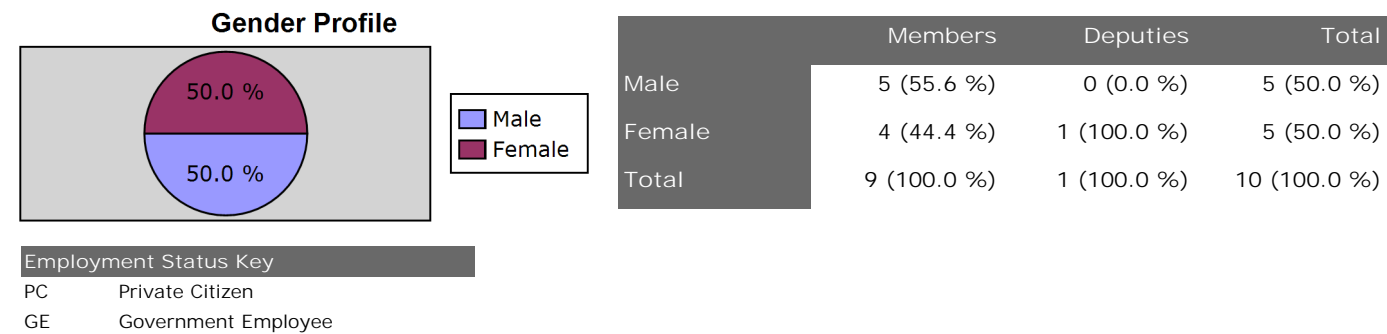 Gender Profile
50.0 %
50.0 %
Male
Female
Members Deputies Total
Male 5 (55.6 %) 0 (0.0 %) 5 (50.0 %)
Female 4 (44.4 %) 1 (100.0 %) 5 (50.0 %)
Total 9 (100.0 %) 1 (100.0 %) 10 (100.0 %)
Employment Status Key
PC Private Citizen
GE Government Employee